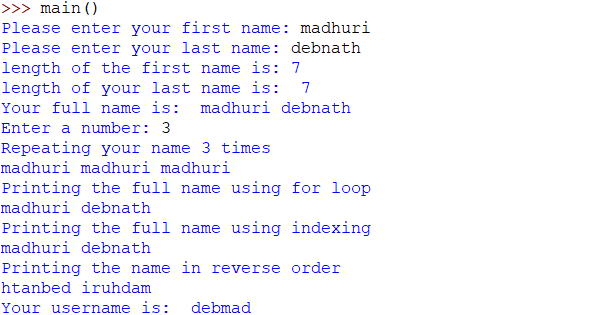 >>> main()
Please enter your first name: madhuri
Please enter your last name: debnath
length of the first name is: 7
length of your last name is:  7
Your full name is:  madhuri debnath
Enter a number: 3
Repeating your name 3 times
madhuri madhuri madhuri
Printing the full name using for loop
madhuri debnath
Printing the full name using indexing
madhuri debnath
Printing the name in reverse order
htanbed iruhdam
Your username is:  debmad